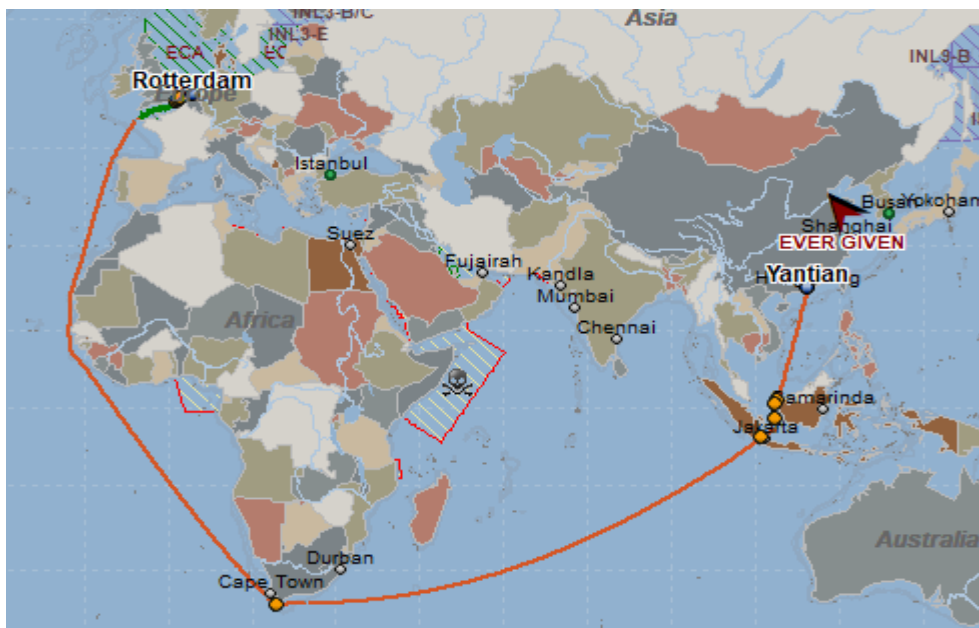 INL3-B/C
Asia
INL3-E
ECA
INL9-B
Rotterdam
Europe
Istanbul
Busan
Yokohan
Shanghai
EVER GIVEN
Suez
Fujairah
Kandla
Yantian
Mumbai
Africa
Chennai
Samarinda
Jakarta
Australia
Durban
Cape Town